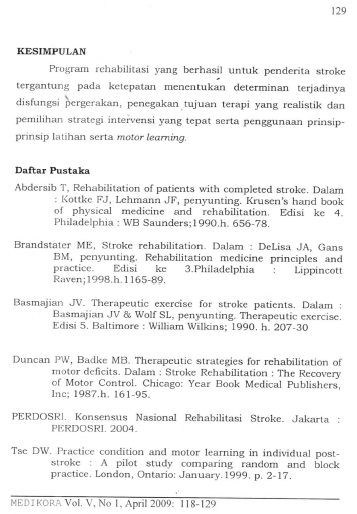 129
KESIMPULAN
Program rehabilitasi yang berhasil untuk penderita stroke
tergantung pada ketepatan menentukan determinan terjadinya
disfungsi pergerakan, penegakan tujuan terapi yang realistik dan
pemilihan strategi intervensi yang tepat serta penggunaan prinsip-
prinsip latihan serta motor learning.
Daftar Pustaka
Abdersib T, Rehabilitation of patients with completed stroke. Dalam
: Kottke FJ, Lehmann JF, penyunting. Krusen's hand book
of physical medicine and rehabilitation. Edisi ke 4.
Philadelphia : WB Saunders;1990.h. 656-78.
Brandstater ME, Stroke rehabilitation. Dalam : DeLisa JA, Gans
BM, penyunting. Rehabilitation medicine principles and
practice. Edisi ke 3.Philadelphia : Lippincott
Raven;1998.h.1165-89.
Basmajian JV. Therapeutic exercise for stroke patients. Dalam :
Basmajian JV & Wolf SL, penyunting. Therapeutic exercise.
Edisi 5. Baltimore : William Wilkins; 1990. h. 207-30
Duncan PW, Badke MB. Therapeutic strategies for rehabilitation of
motor deficits. Dalam : Stroke Rehabilitation : The Recovery
of Motor Control. Chicago: Year Book Medical Publishers,
Inc; 1987.h. 161-95.
PERDOSRI. Konsensus Nasional Rehabilitasi Stroke. Jakarta :
PERDOSRI. 2004.
Tse DW. Practice condition and motor learning in individual post-
stroke : A pilot study comparing random and block
practice. London, Ontario: January.1999. p. 2-17.
MEDIKORA Vol. V, No 1, April 2009: 118-129